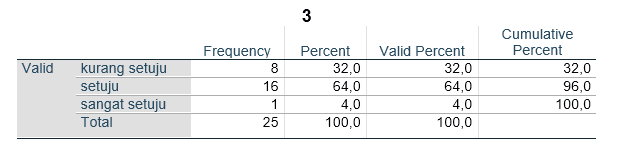 3
Frequency Percent Valid Percent Cumulative Percent
Valid kurang setuju 8 32,0 32,0 32,0
setuju 16 64,0 64,0 96,0
sangat setuju 1 4,0 4,0 100,0
Total 25 100,0 100,0